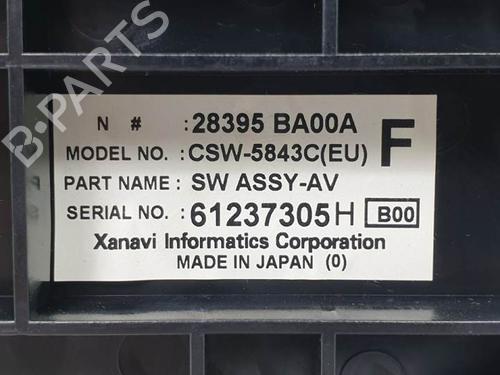 B-PARTS
N # : 28395 BA00A
MODEL NO. : CSW-5843C(EU) F
PART NAME : SW ASSY-AV
SERIAL NO. : 61237305H B00
Xanavi Informatics Corporation
MADE IN JAPAN (0)